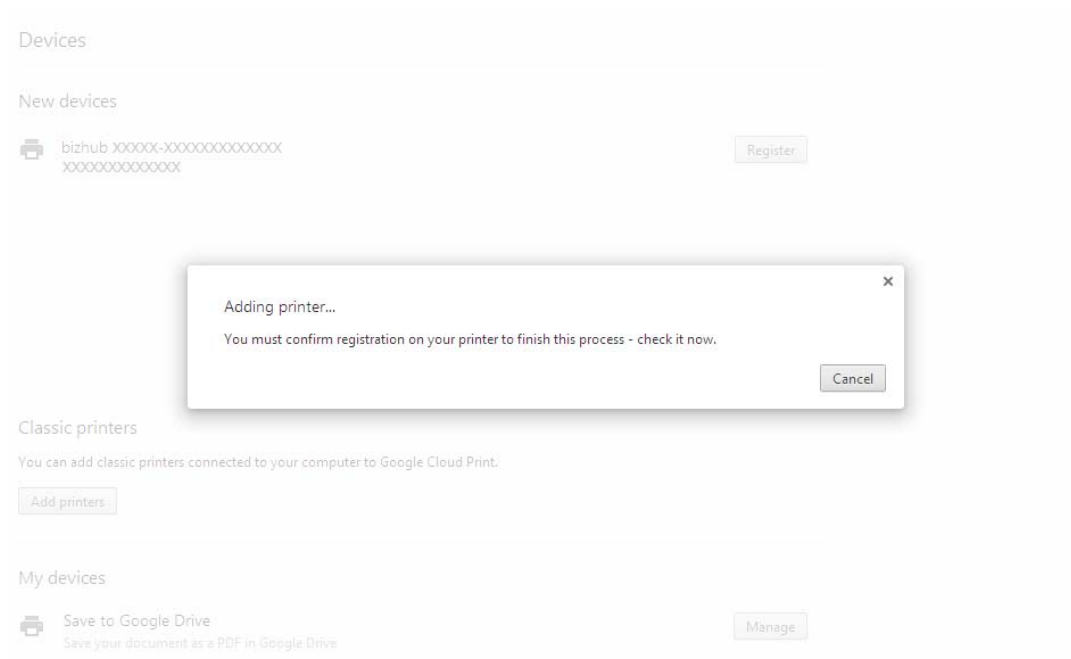 Devices
New devices
bizhub XXXXX-XXXXXXXXXXXXX
XXXXXXXXXXXXX
Register
×
Adding printer...
You must confirm registration on your printer to finish this process - check it now.
Cancel
Classic printers
You can add classic printers connected to your computer to Google Cloud Print.
Add printers
My devices
Save to Google Drive
Save your document as a PDF in Google Drive
Manage